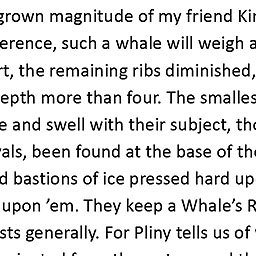 grown magnitude of my friend Kin
erence, such a whale will weigh a
rt, the remaining ribs diminished,
epth more than four. The smalles
e and swell with their subject, tho
vals, been found at the base of the
d bastions of ice pressed hard up
upon ’em. They keep a Whale’s R
sts generally. For Pliny tells us of